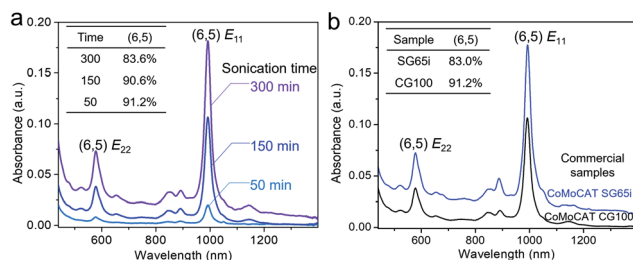 a
Time (6,5)
300 83.6%
150 90.6%
50 91.2%
(6,5) E11
Sonication time
300 min
150 min
50 min
(6,5) E22
Absorbance (a.u.)
0.20
0.15
0.10
0.05
0.00
600 800 1000 1200
Wavelength (nm)
b
Sample (6,5)
SG65i 83.0%
CG100 91.2%
(6,5) E11
(6,5) E22
Commercial
samples
CoMoCAT SG65i
CoMoCAT CG100
Absorbance (a.u.)
0.20
0.15
0.10
0.05
0.00
600 800 1000 1200
Wavelength (nm)